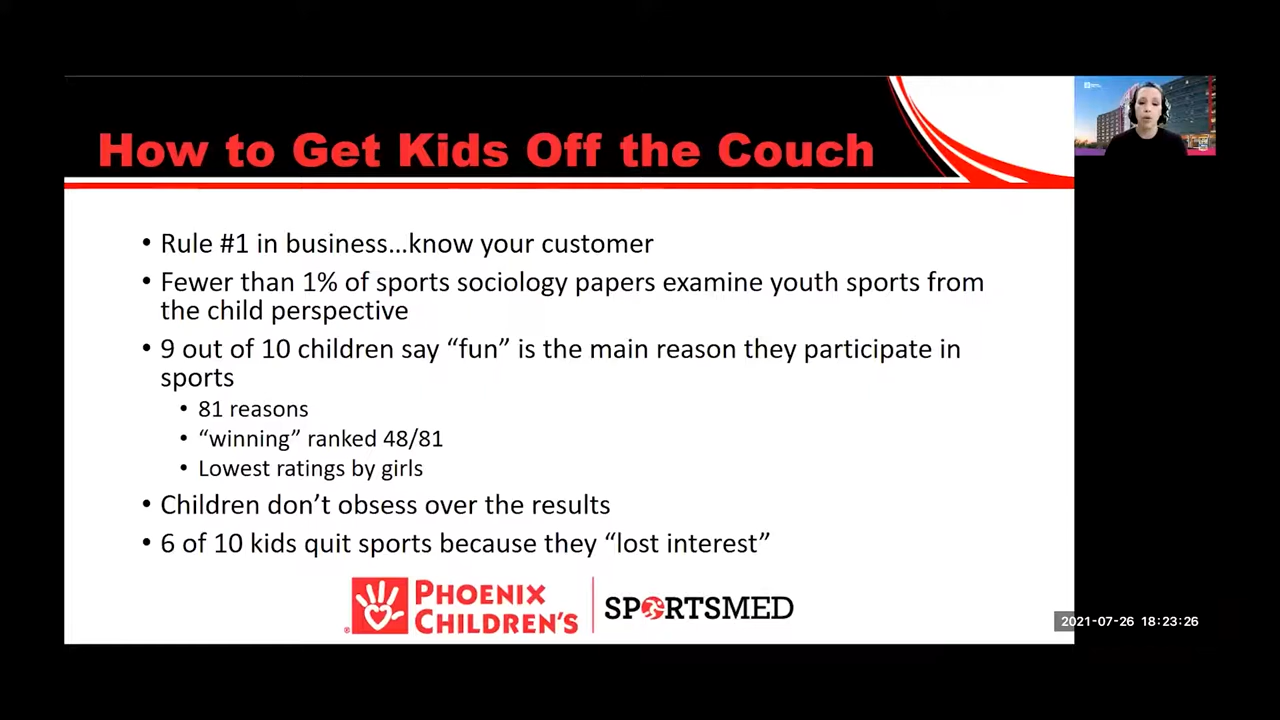 How to Get Kids Off the Couch
• Rule #1 in business...know your customer
• Fewer than 1% of sports sociology papers examine youth sports from
the child perspective
• 9 out of 10 children say “fun” is the main reason they participate in
sports
• 81 reasons
• “winning” ranked 48/81
• Lowest ratings by girls
• Children don’t obsess over the results
• 6 of 10 kids quit sports because they “lost interest”
PHOENIX
CHILDREN'S
®
SPORTSMED
2021-07-26 18:23:26